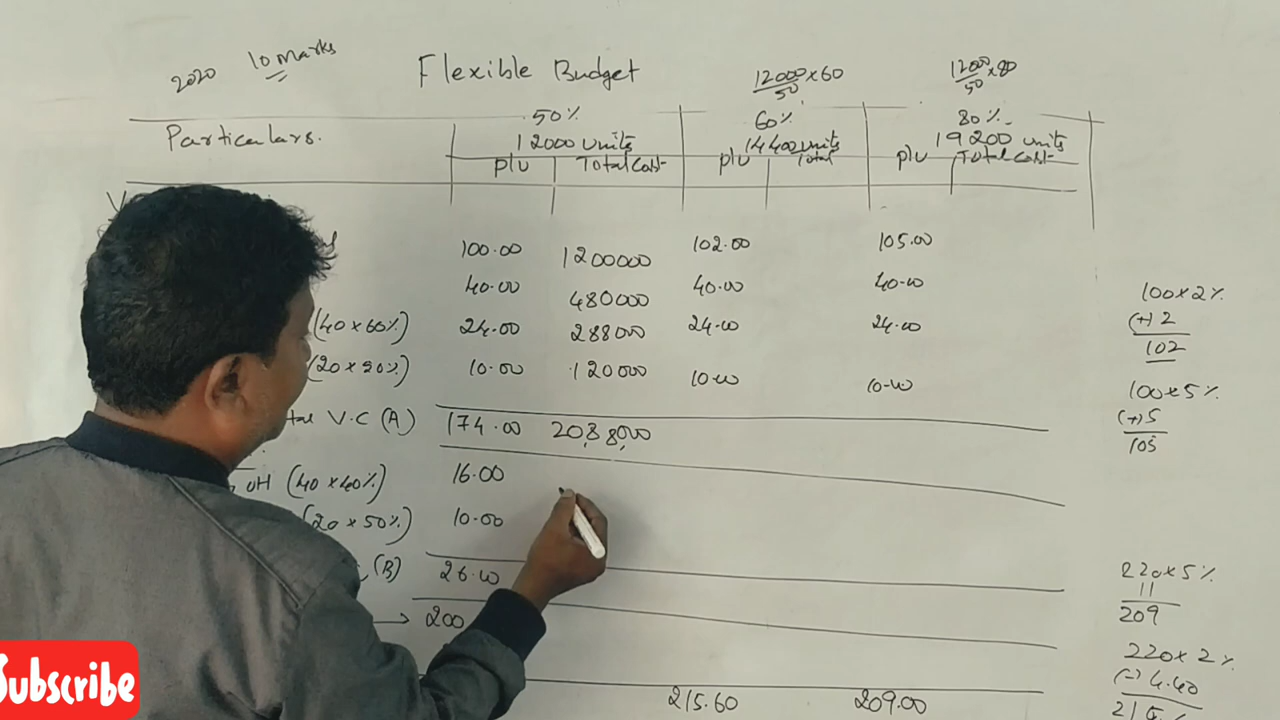 2020 10 marks
Flexible Budget
12000/50 x 60
12000/50 x 80
Particulars.
50%
60%
80%
12000 units
14400 units
19200 units
P/U Total Cost
P/U Total
P/U Total Cost
100.00 1200000 102.00 105.00
40.00 480000 40.00 40.00
(40 x 60%) 24.00 288000 24.00 24.00
(20 x 50%) 10.00 120000 10.00 10.00
V.C (A) 174.00 2088000
OH (40 x 40%) 16.00
(20 x 50%) 10.00
(B) 26.00
→ 200
215.60 209.00
100 x 2%
(+) 2
102
100 x 5%
(+) 5
105
220 x 5%
11
209
220 x 2%
(-) 4.40
Subscribe